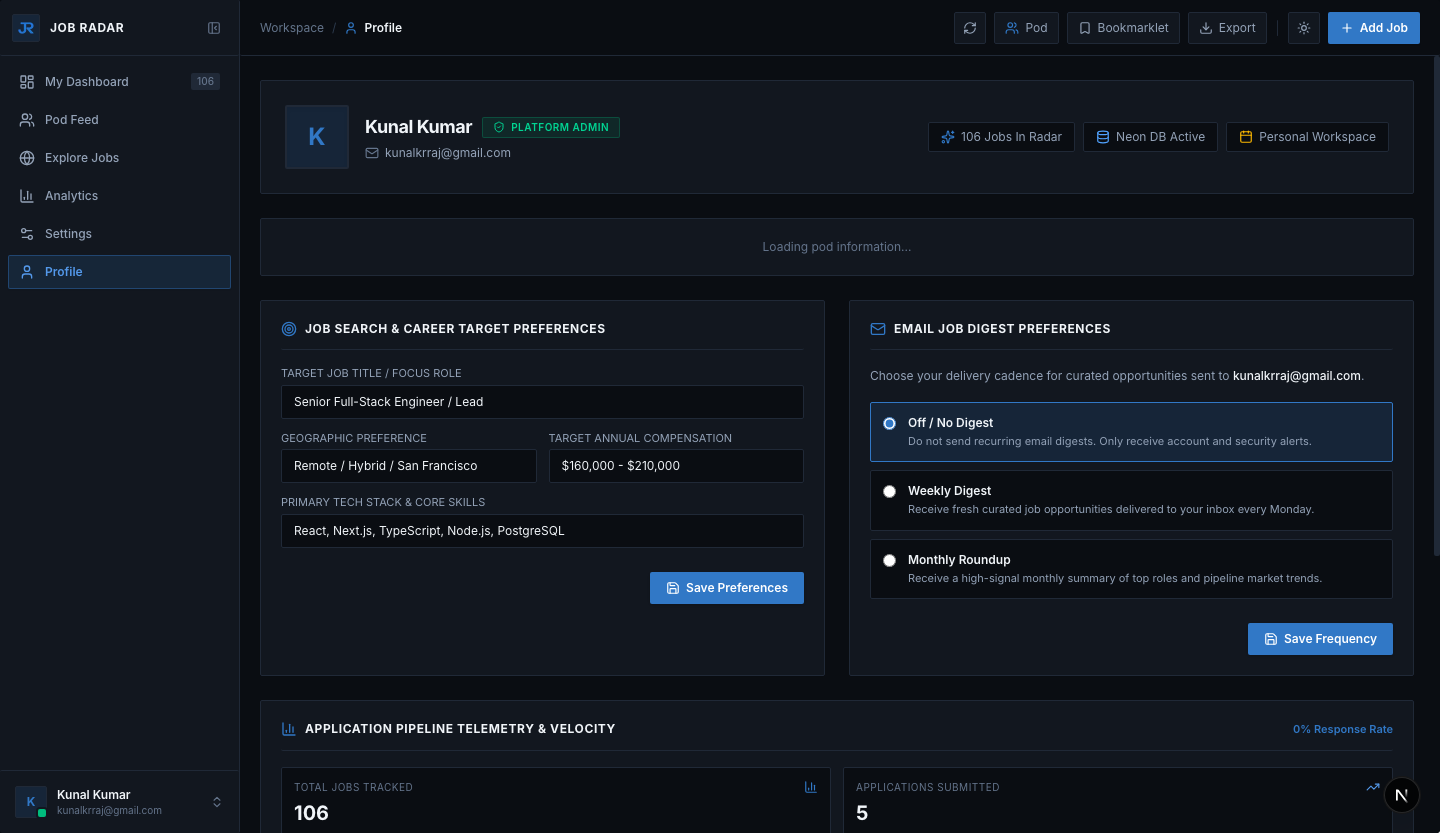 JR JOB RADAR
My Dashboard 106
Pod Feed
Explore Jobs
Analytics
Settings
Profile
Workspace / Profile
Pod
Bookmarklet
Export
Add Job
K
Kunal Kumar PLATFORM ADMIN
kunalkrraj@gmail.com
106 Jobs In Radar
Neon DB Active
Personal Workspace
Loading pod information...
JOB SEARCH & CAREER TARGET PREFERENCES
TARGET JOB TITLE / FOCUS ROLE
Senior Full-Stack Engineer / Lead
GEOGRAPHIC PREFERENCE
Remote / Hybrid / San Francisco
TARGET ANNUAL COMPENSATION
$160,000 - $210,000
PRIMARY TECH STACK & CORE SKILLS
React, Next.js, TypeScript, Node.js, PostgreSQL
Save Preferences
EMAIL JOB DIGEST PREFERENCES
Choose your delivery cadence for curated opportunities sent to kunalkrraj@gmail.com.
Off / No Digest
Do not send recurring email digests. Only receive account and security alerts.
Weekly Digest
Receive fresh curated job opportunities delivered to your inbox every Monday.
Monthly Roundup
Receive a high-signal monthly summary of top roles and pipeline market trends.
Save Frequency
APPLICATION PIPELINE TELEMETRY & VELOCITY
0% Response Rate
TOTAL JOBS TRACKED
106
APPLICATIONS SUBMITTED
5
N
K
Kunal Kumar
kunalkrraj@gmail.com